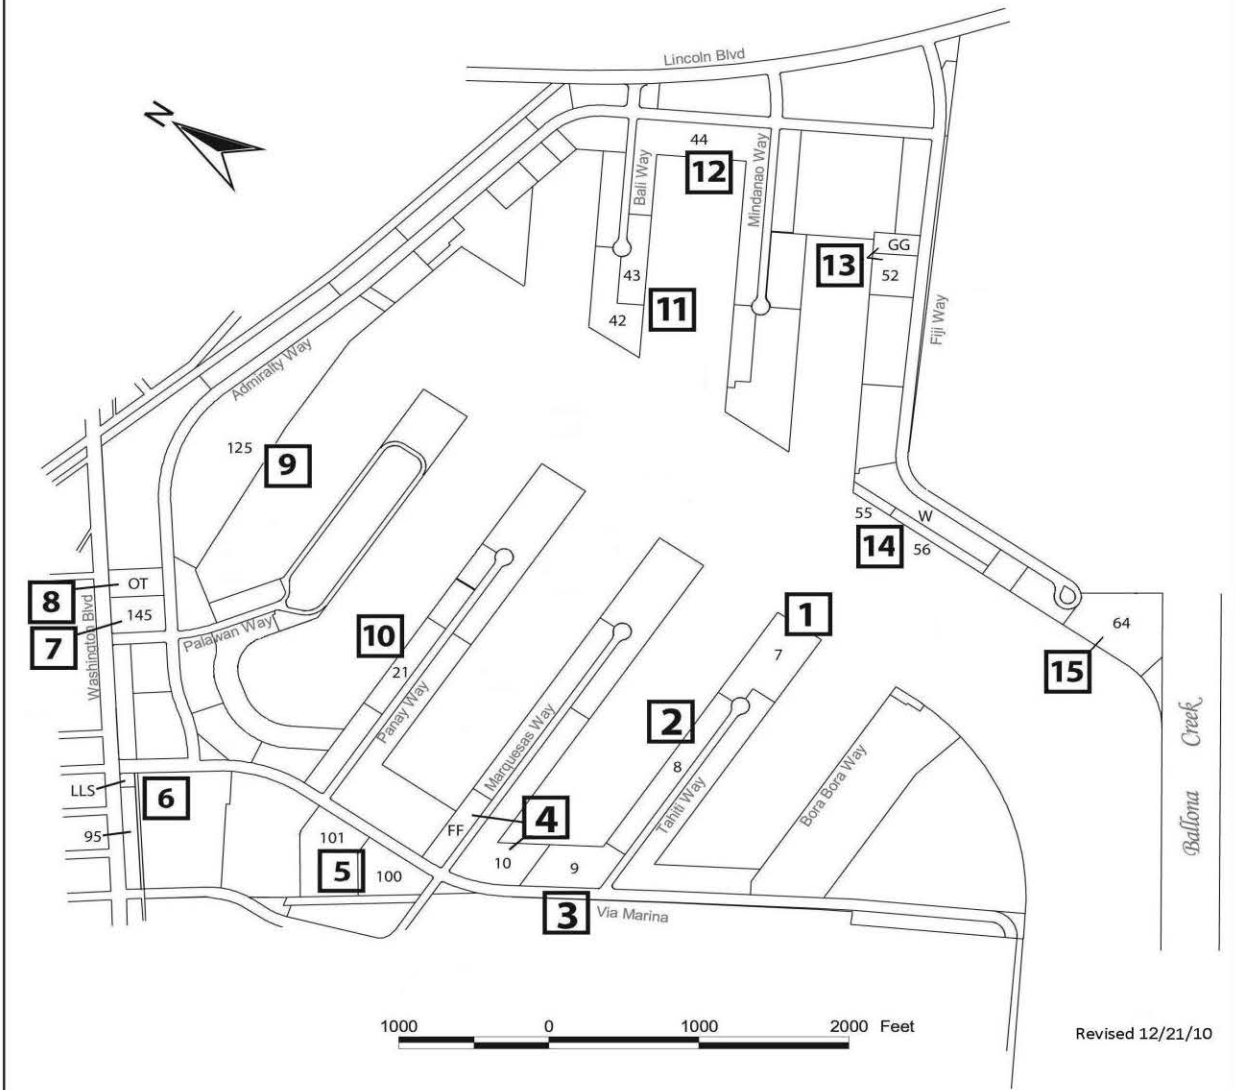 Lincoln Blvd
N
44
12
Bali Way
Mindanao Way
GG
13
52
43
11
42
Fiji Way
Admiralty Way
125
9
55
W
14
56
OT
8
145
7
Washington Blvd
Palawan Way
10
21
Panay Way
1
7
64
15
2
8
Marquesas Way
Tahiti Way
Bora Bora Way
Ballona Creek
LLS
6
95
FF
4
101
5
100
10
9
3
Via Marina
1000 0 1000 2000 Feet
Revised 12/21/10